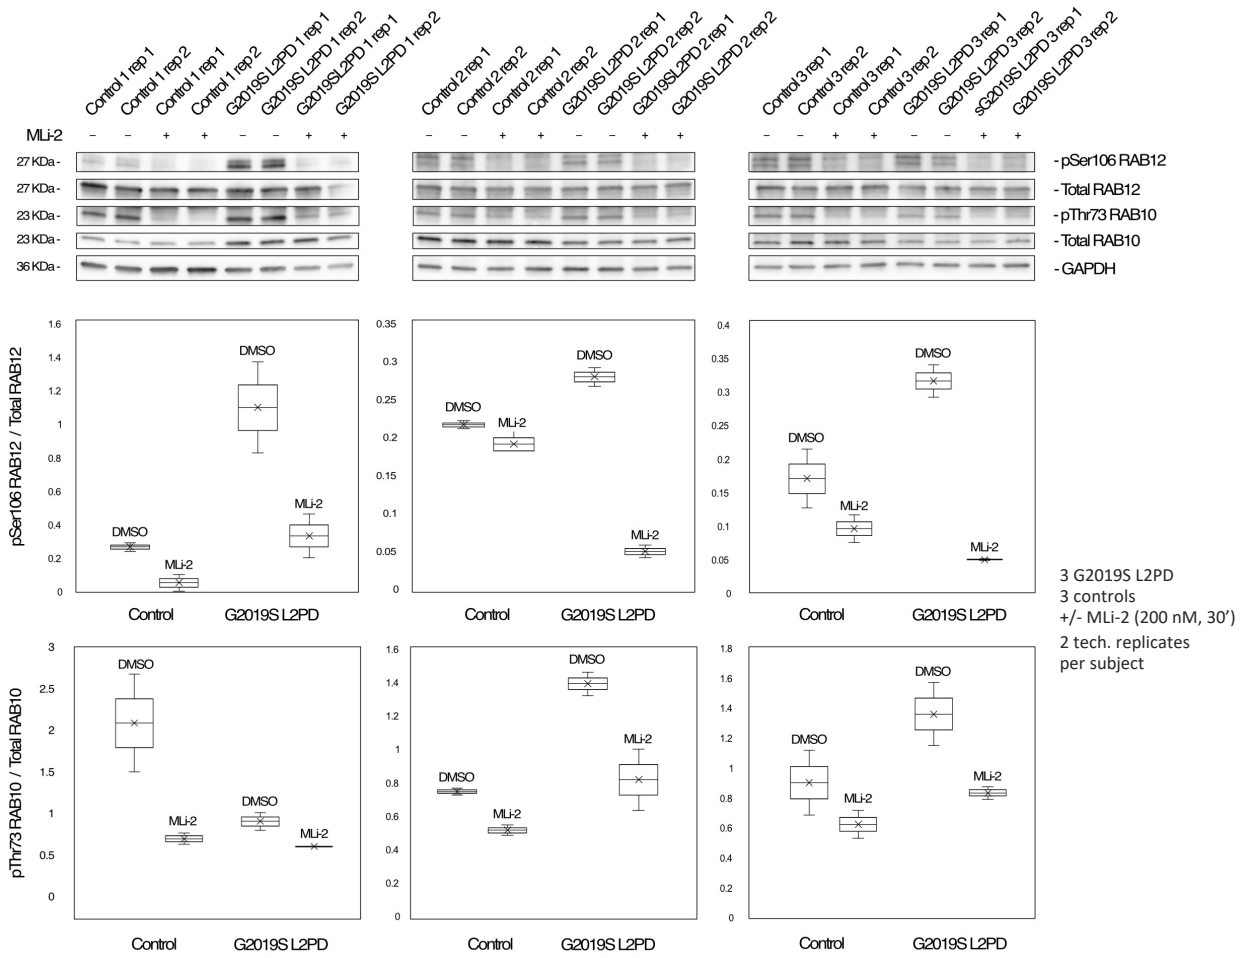 Control 1 rep 1
Control 1 rep 2
Control 1 rep 1
Control 1 rep 2
G2019S L2PD 1 rep 1
G2019S L2PD 1 rep 2
G2019S L2PD 1 rep 1
G2019S L2PD 1 rep 2
Control 2 rep 1
Control 2 rep 2
Control 2 rep 1
Control 2 rep 2
G2019S L2PD 2 rep 1
G2019S L2PD 2 rep 2
G2019S L2PD 2 rep 1
G2019S L2PD 2 rep 2
Control 3 rep 1
Control 3 rep 2
Control 3 rep 1
Control 3 rep 2
G2019S L2PD 3 rep 1
G2019S L2PD 3 rep 2
sG2019S L2PD 3 rep 1
G2019S L2PD 3 rep 2
MLi-2 - - + + - - + + - - + + - - + + - - + + - - + +
27 KDa - - pSer106 RAB12
27 KDa - - Total RAB12
23 KDa - - pThr73 RAB10
23 KDa - - Total RAB10
36 KDa - - GAPDH
pSer106 RAB12 / Total RAB12
1.6
1.4
1.2
1
0.8
0.6
0.4
0.2
0
DMSO
MLi-2
DMSO
MLi-2
Control G2019S L2PD
0.35
0.3
0.25
0.2
0.15
0.1
0.05
0
DMSO
MLi-2
DMSO
MLi-2
Control G2019S L2PD
0.4
0.35
0.3
0.25
0.2
0.15
0.1
0.05
0
DMSO
MLi-2
DMSO
MLi-2
Control G2019S L2PD
3 G2019S L2PD
3 controls
+/- MLi-2 (200 nM, 30’)
2 tech. replicates
per subject
pThr73 RAB10 / Total RAB10
3
2.5
2
1.5
1
0.5
0
DMSO
MLi-2
DMSO
MLi-2
Control G2019S L2PD
1.6
1.4
1.2
1
0.8
0.6
0.4
0.2
0
DMSO
MLi-2
DMSO
MLi-2
Control G2019S L2PD
1.8
1.6
1.4
1.2
1
0.8
0.6
0.4
0.2
0
DMSO
MLi-2
DMSO
MLi-2
Control G2019S L2PD